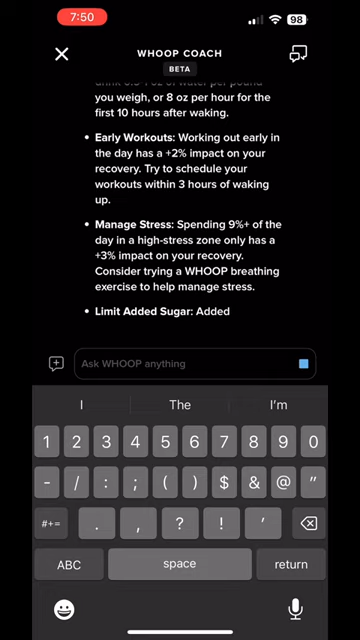 7:50
98
WHOOP COACH
BETA
of water per pound
you weigh, or 8 oz per hour for the
first 10 hours after waking.
• Early Workouts: Working out early in
the day has a +2% impact on your
recovery. Try to schedule your
workouts within 3 hours of waking
up.
• Manage Stress: Spending 9%+ of the
day in a high-stress zone only has a
+3% impact on your recovery.
Consider trying a WHOOP breathing
exercise to help manage stress.
• Limit Added Sugar: Added
Ask WHOOP anything
I The I'm
1 2 3 4 5 6 7 8 9 0
- / : ; ( ) $ & @ "
#+= . , ? ! '
ABC space return